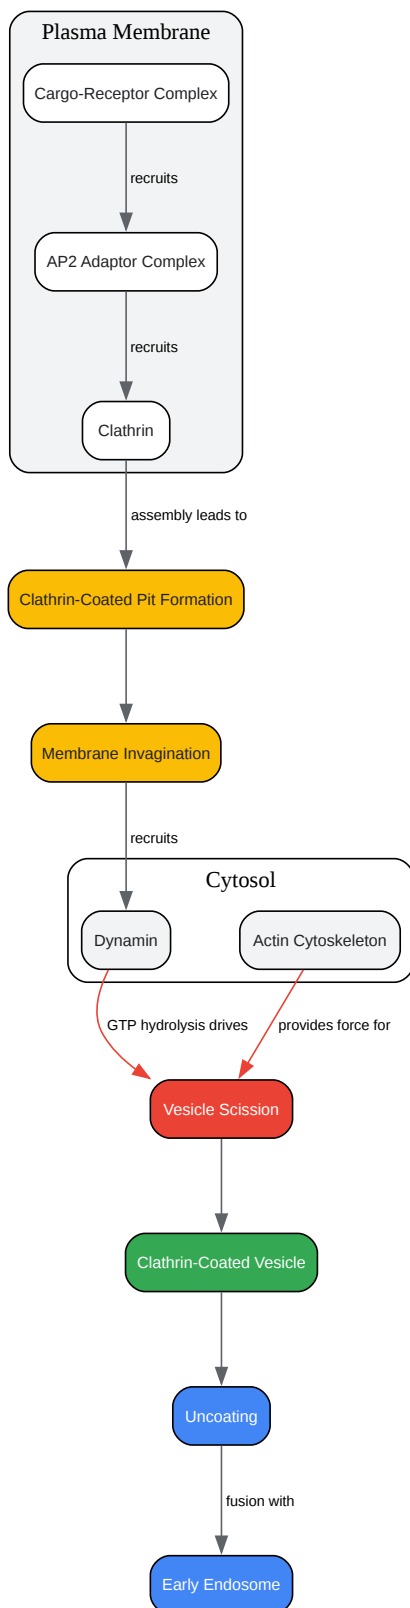 Plasma Membrane
Cargo-Receptor Complex
recruits
AP2 Adaptor Complex
recruits
Clathrin
assembly leads to
Clathrin-Coated Pit Formation
Membrane Invagination
recruits
Cytosol
Dynamin
Actin Cytoskeleton
GTP hydrolysis drives
provides force for
Vesicle Scission
Clathrin-Coated Vesicle
Uncoating
fusion with
Early Endosome